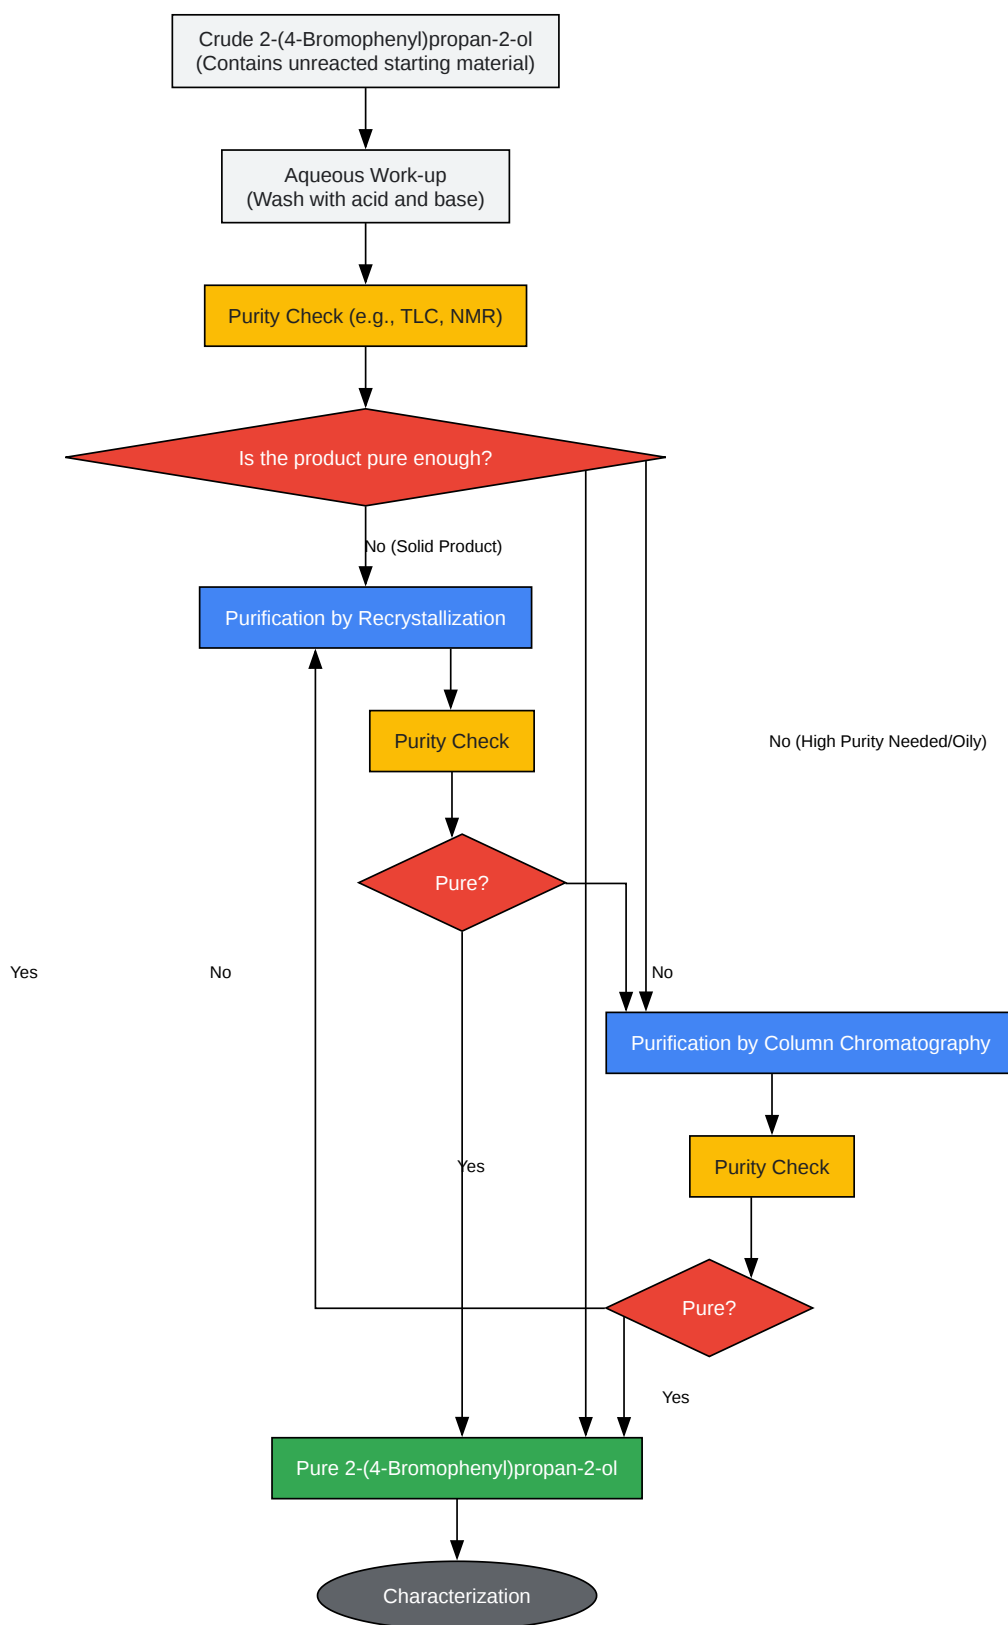 Crude 2-(4-Bromophenyl)propan-2-ol
(Contains unreacted starting material)
Aqueous Work-up
(Wash with acid and base)
Purity Check (e.g., TLC, NMR)
Is the product pure enough?
No (Solid Product)
Purification by Recrystallization
Purity Check
No (High Purity Needed/Oily)
Pure?
Yes
No
No
Purification by Column Chromatography
Purity Check
Yes
Pure?
Yes
Pure 2-(4-Bromophenyl)propan-2-ol
Characterization